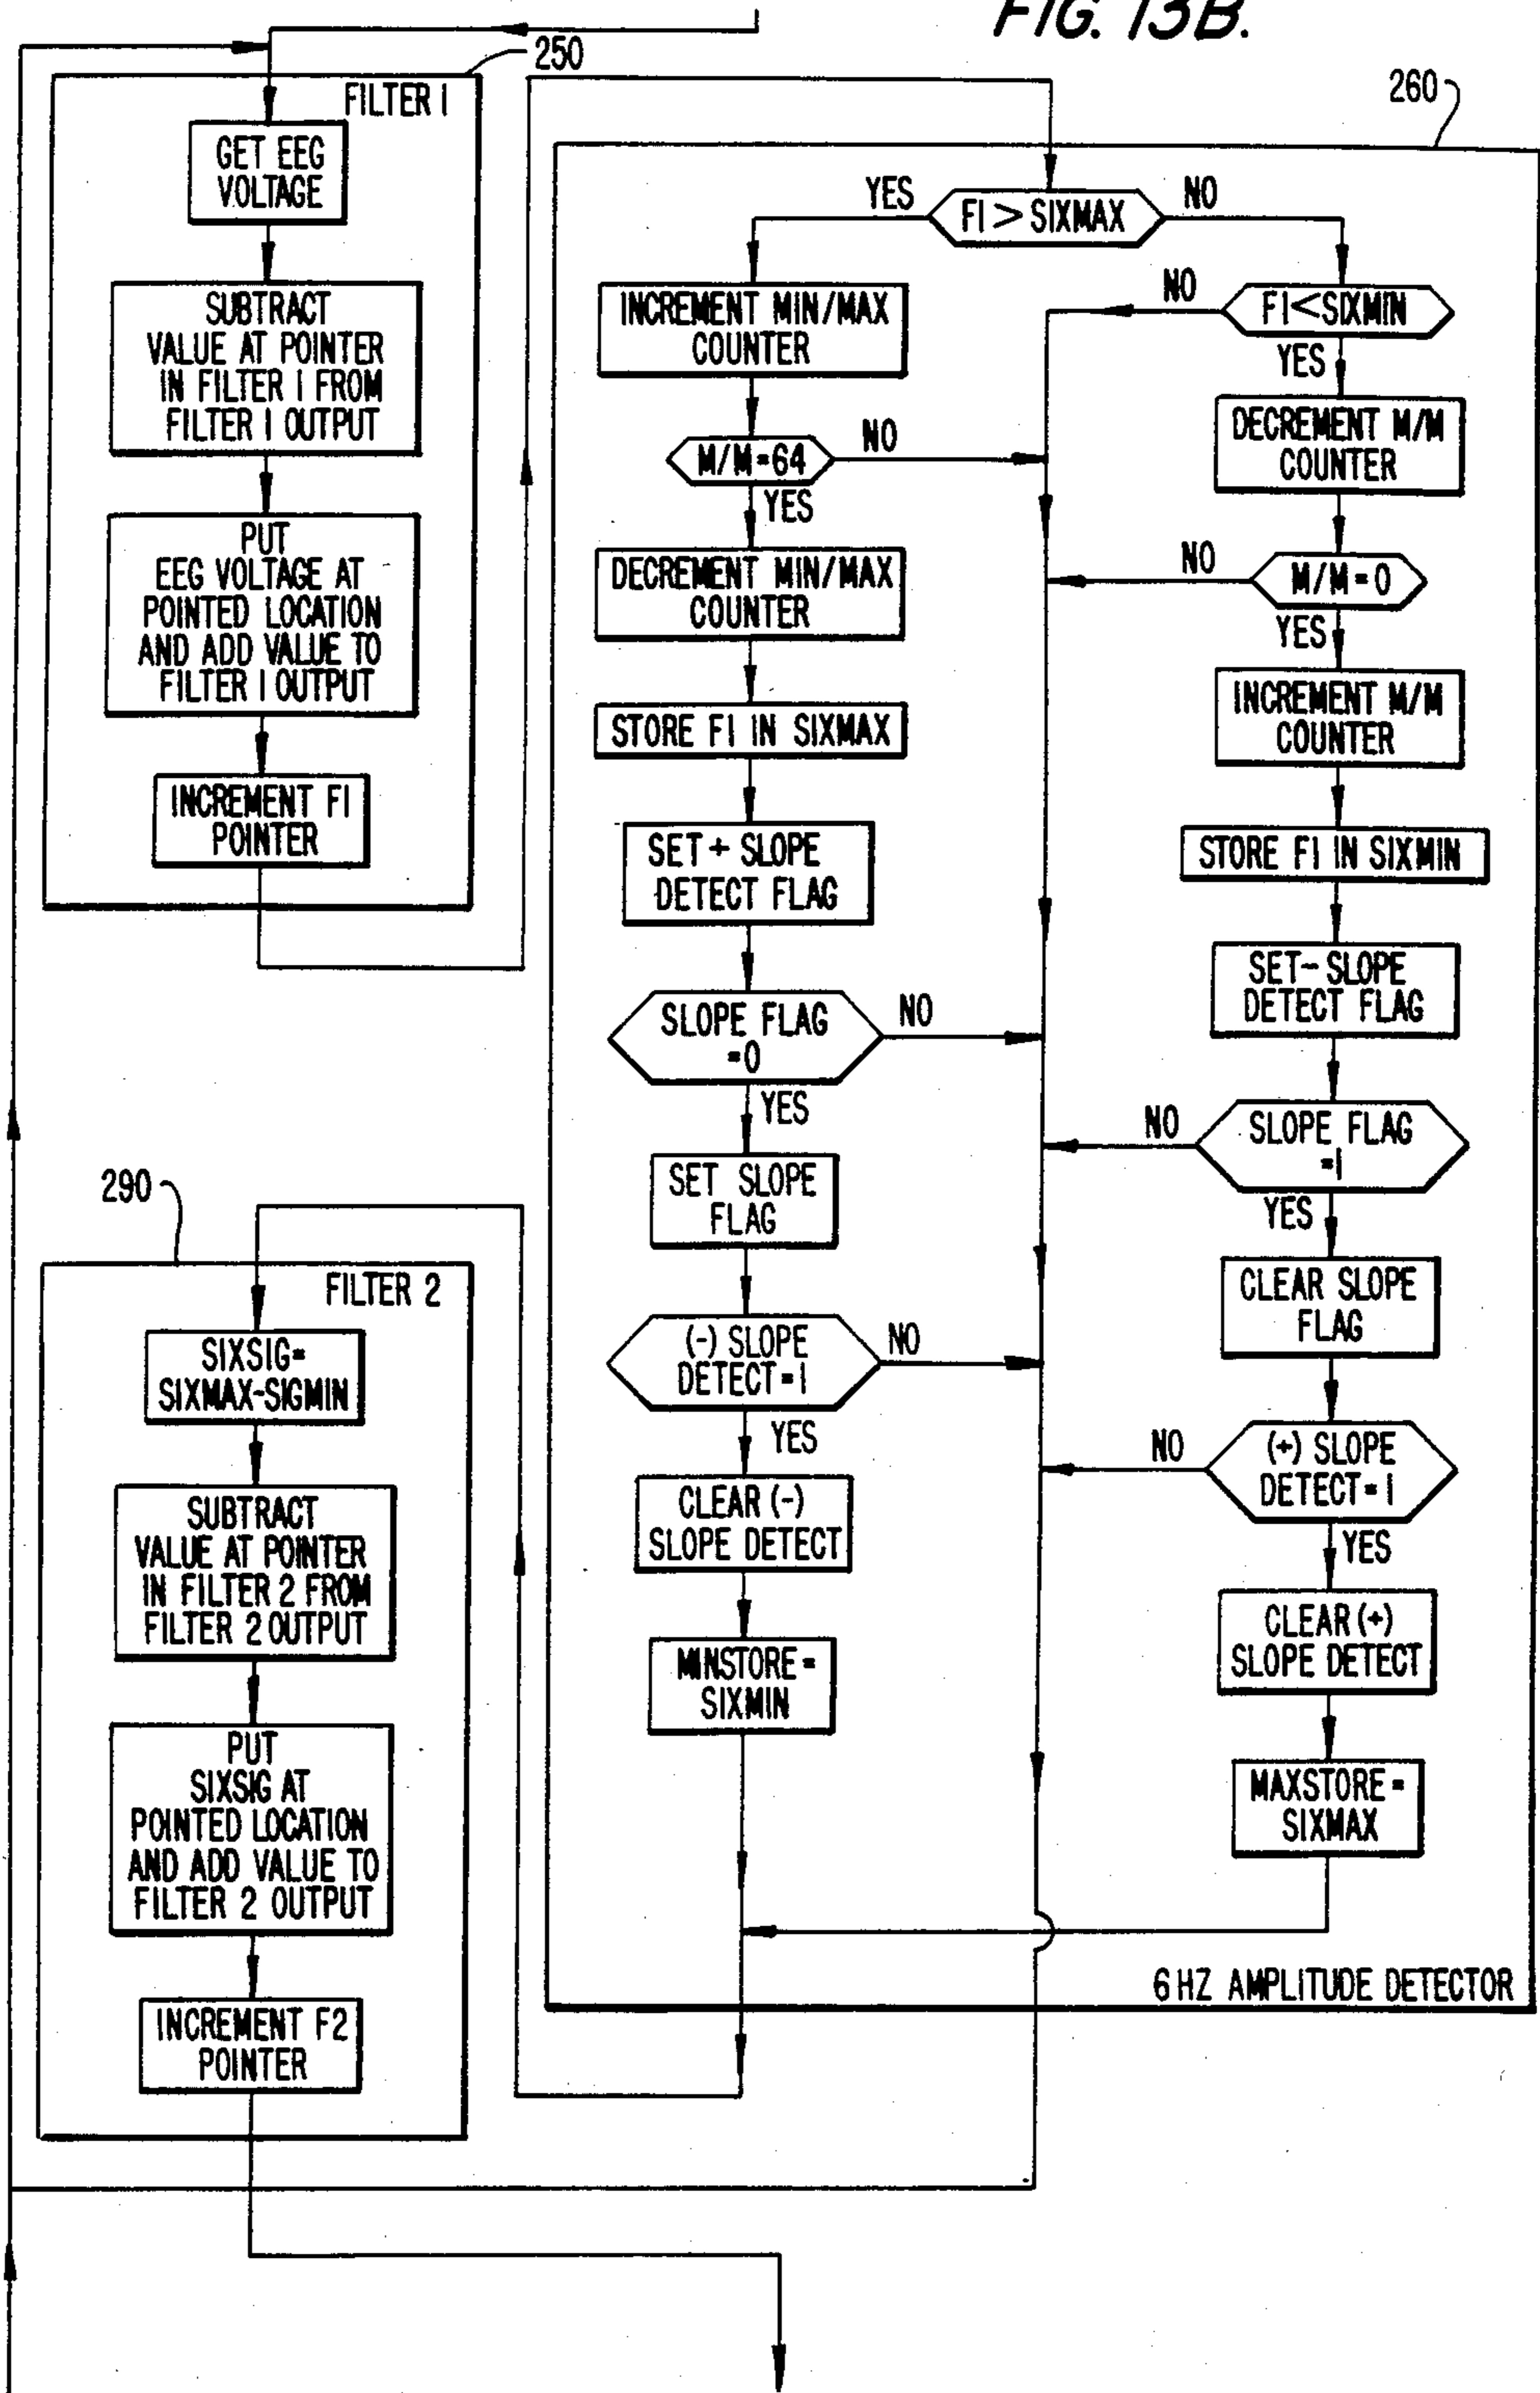 FIG. 13B.
250
FILTER 1
GET EEG
VOLTAGE
SUBTRACT
VALUE AT POINTER
IN FILTER 1 FROM
FILTER 1 OUTPUT
PUT
EEG VOLTAGE AT
POINTED LOCATION
AND ADD VALUE TO
FILTER 1 OUTPUT
INCREMENT F1
POINTER
260
YES
F1 > SIXMAX
NO
INCREMENT MIN/MAX
COUNTER
M/M=64
NO
YES
DECREMENT MIN/MAX
COUNTER
STORE F1 IN SIXMAX
SET + SLOPE
DETECT FLAG
SLOPE FLAG
=0
NO
YES
SET SLOPE
FLAG
(-) SLOPE
DETECT=1
NO
YES
CLEAR (-)
SLOPE DETECT
MINSTORE=
SIXMIN
NO
F1<SIXMIN
YES
DECREMENT M/M
COUNTER
NO
M/M=0
YES
INCREMENT M/M
COUNTER
STORE F1 IN SIXMIN
SET- SLOPE
DETECT FLAG
NO
SLOPE FLAG
=1
YES
CLEAR SLOPE
FLAG
NO
(+) SLOPE
DETECT=1
YES
CLEAR (+)
SLOPE DETECT
MAXSTORE=
SIXMAX
6 HZ AMPLITUDE DETECTOR
290
FILTER 2
SIXSIG=
SIXMAX-SIGMIN
SUBTRACT
VALUE AT POINTER
IN FILTER 2 FROM
FILTER 2 OUTPUT
PUT
SIXSIG AT
POINTED LOCATION
AND ADD VALUE TO
FILTER 2 OUTPUT
INCREMENT F2
POINTER